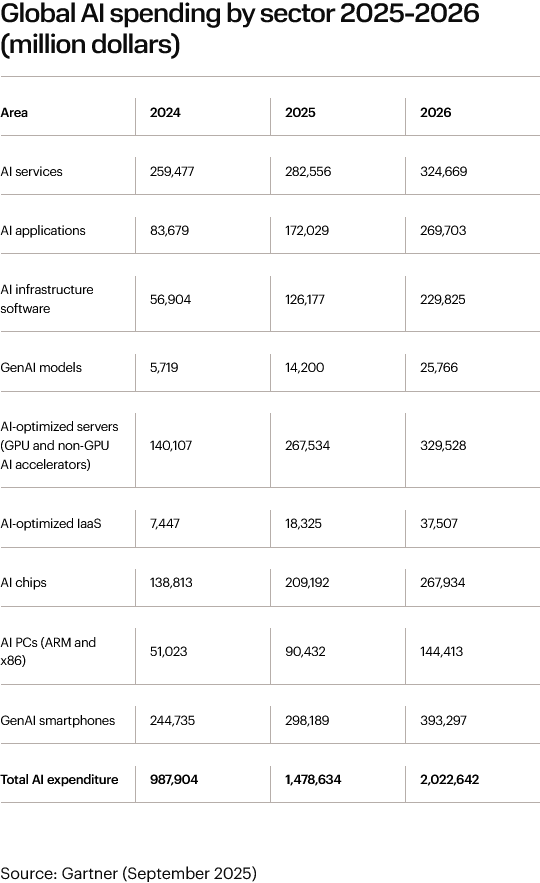 Global AI spending by sector 2025-2026
(million dollars)
Area 2024 2025 2026
AI services 259,477 282,556 324,669
AI applications 83,679 172,029 269,703
AI infrastructure
software 56,904 126,177 229,825
GenAI models 5,719 14,200 25,766
AI-optimized servers
(GPU and non-GPU 140,107 267,534 329,528
AI accelerators)
AI-optimized IaaS 7,447 18,325 37,507
AI chips 138,813 209,192 267,934
AI PCs (ARM and
x86) 51,023 90,432 144,413
GenAI smartphones 244,735 298,189 393,297
Total AI expenditure 987,904 1,478,634 2,022,642
Source: Gartner (September 2025)